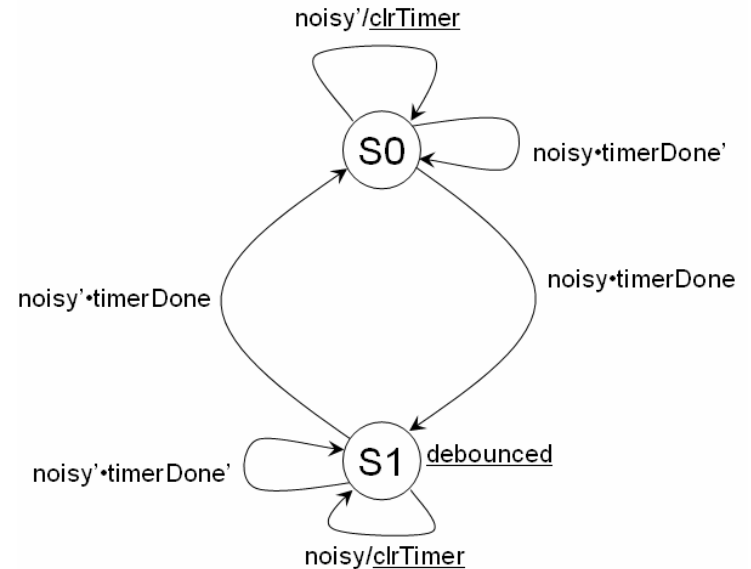 noisy’/clrTimer
S0
noisy•timerDone’
noisy’•timerDone
noisy•timerDone
S1
debounced
noisy’•timerDone’
noisy/clrTimer